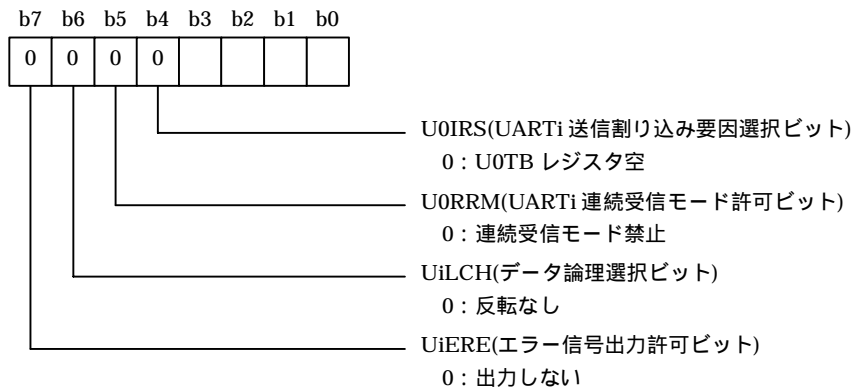 b7 b6 b5 b4 b3 b2 b1 b0
0 0 0 0
U0IRS(UARTi 送信割り込み要因選択ビット)
0：U0TB レジスタ空
U0RRM(UARTi 連続受信モード許可ビット)
0：連続受信モード禁止
UiLCH(データ論理選択ビット)
0：反転なし
UiERE(エラー信号出力許可ビット)
0：出力しない